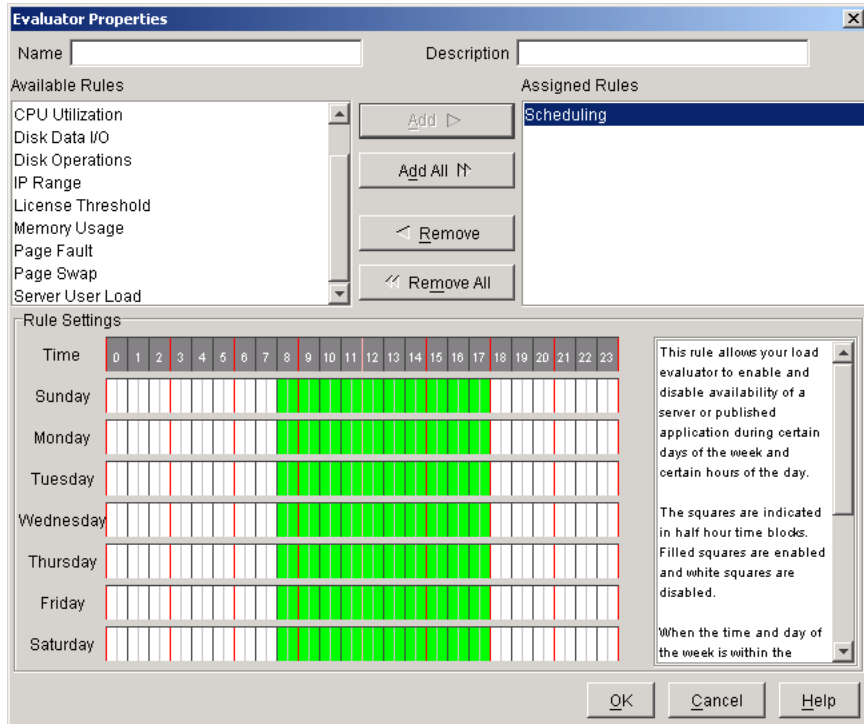 Evaluator Properties
Name
Description
Available Rules
Assigned Rules
CPU Utilization
Disk Data I/O
Disk Operations
IP Range
License Threshold
Memory Usage
Page Fault
Page Swap
Server User Load
Add
Add All
Remove
Remove All
Scheduling
Rule Settings
Time 0 1 2 3 4 5 6 7 8 9 10 11 12 13 14 15 16 17 18 19 20 21 22 23
Sunday
Monday
Tuesday
Wednesday
Thursday
Friday
Saturday
This rule allows your load
evaluator to enable and
disable availability of a
server or published
application during certain
days of the week and
certain hours of the day.
The squares are indicated
in half hour time blocks.
Filled squares are enabled
and white squares are
disabled.
When the time and day of
the week is within the
OK
Cancel
Help